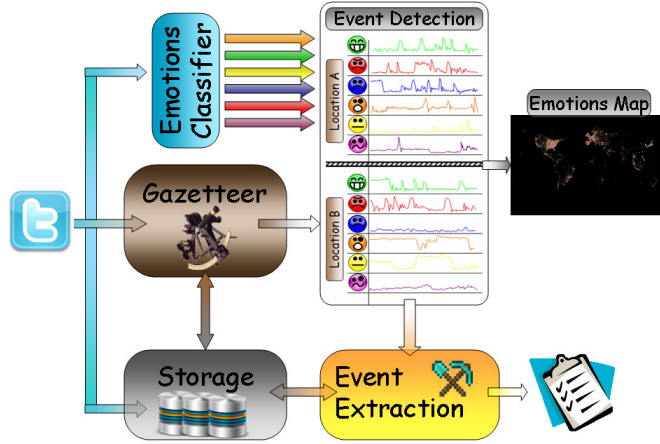 Emotions
Classifier
Event Detection
Location A
Location B
Emotions Map
Gazetteer
Storage
Event
Extraction